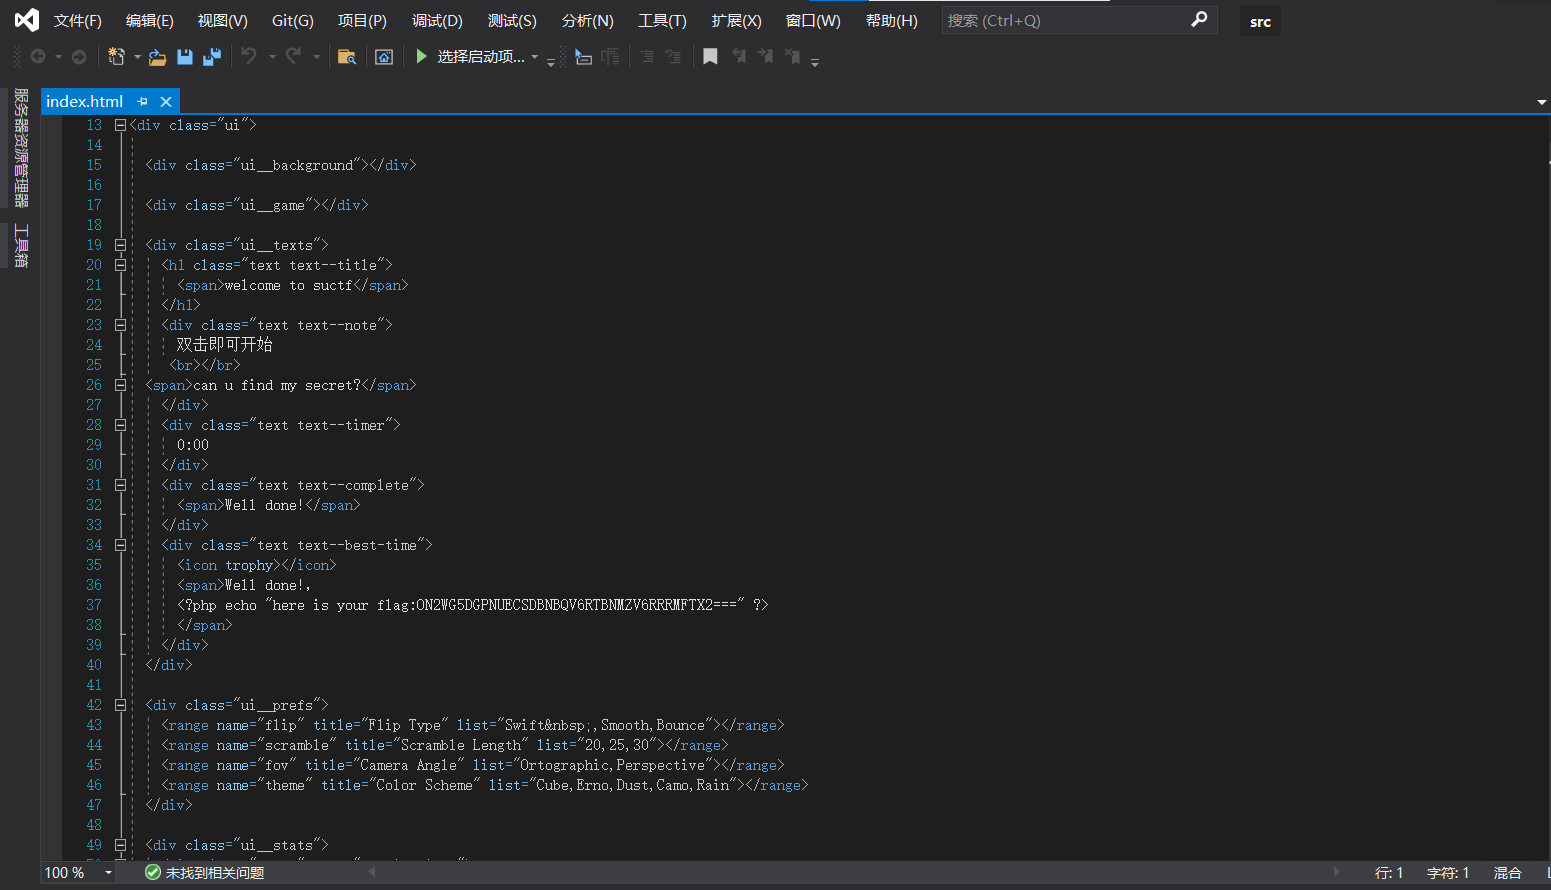 文件(F) 编辑(E) 视图(V) Git(G) 项目(P) 调试(D) 测试(S) 分析(N) 工具(T) 扩展(X) 窗口(W) 帮助(H) 搜索 (Ctrl+Q) src
选择启动项...
服务器资源管理器
工具箱
index.html
13 <div class="ui">
14
15 <div class="ui__background"></div>
16
17 <div class="ui__game"></div>
18
19 <div class="ui__texts">
20 <h1 class="text text--title">
21 <span>welcome to suctf</span>
22 </h1>
23 <div class="text text--note">
24 双击即可开始
25 <br></br>
26 <span>can u find my secret?</span>
27 </div>
28 <div class="text text--timer">
29 0:00
30 </div>
31 <div class="text text--complete">
32 <span>Well done!</span>
33 </div>
34 <div class="text text--best-time">
35 <icon trophy></icon>
36 <span>Well done!,
37 <?php echo "here is your flag:ON2WG5DGPNUECSDBNBQV6RTBNMZV6RRRMFTX2===" ?>
38 </span>
39 </div>
40 </div>
41
42 <div class="ui__prefs">
43 <range name="flip" title="Flip Type" list="Swift&nbsp;,Smooth,Bounce"></range>
44 <range name="scramble" title="Scramble Length" list="20,25,30"></range>
45 <range name="fov" title="Camera Angle" list="Ortographic,Perspective"></range>
46 <range name="theme" title="Color Scheme" list="Cube,Erno,Dust,Camo,Rain"></range>
47 </div>
48
49 <div class="ui__stats">
100 % 未找到相关问题 行: 1 字符: 1 混合